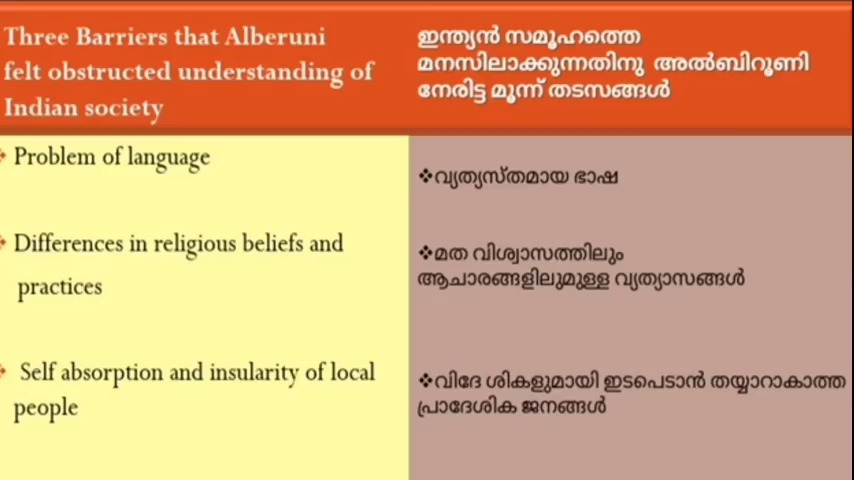 Three Barriers that Alberuni
felt obstructed understanding of
Indian society
ഇന്ത്യൻ സമൂഹത്തെ
മനസിലാക്കുന്നതിനു അൽബിറൂണി
നേരിട്ട മൂന്ന് തടസങ്ങൾ
Problem of language
Differences in religious beliefs and
practices
Self absorption and insularity of local
people
❖വ്യത്യസ്തമായ ഭാഷ
❖മത വിശ്വാസത്തിലും
ആചാരങ്ങളിലുമുള്ള വ്യത്യാസങ്ങൾ
❖വിദേ ശികളുമായി ഇടപെടാൻ തയ്യാറാകാത്ത
പ്രാദേശിക ജനങ്ങൾ